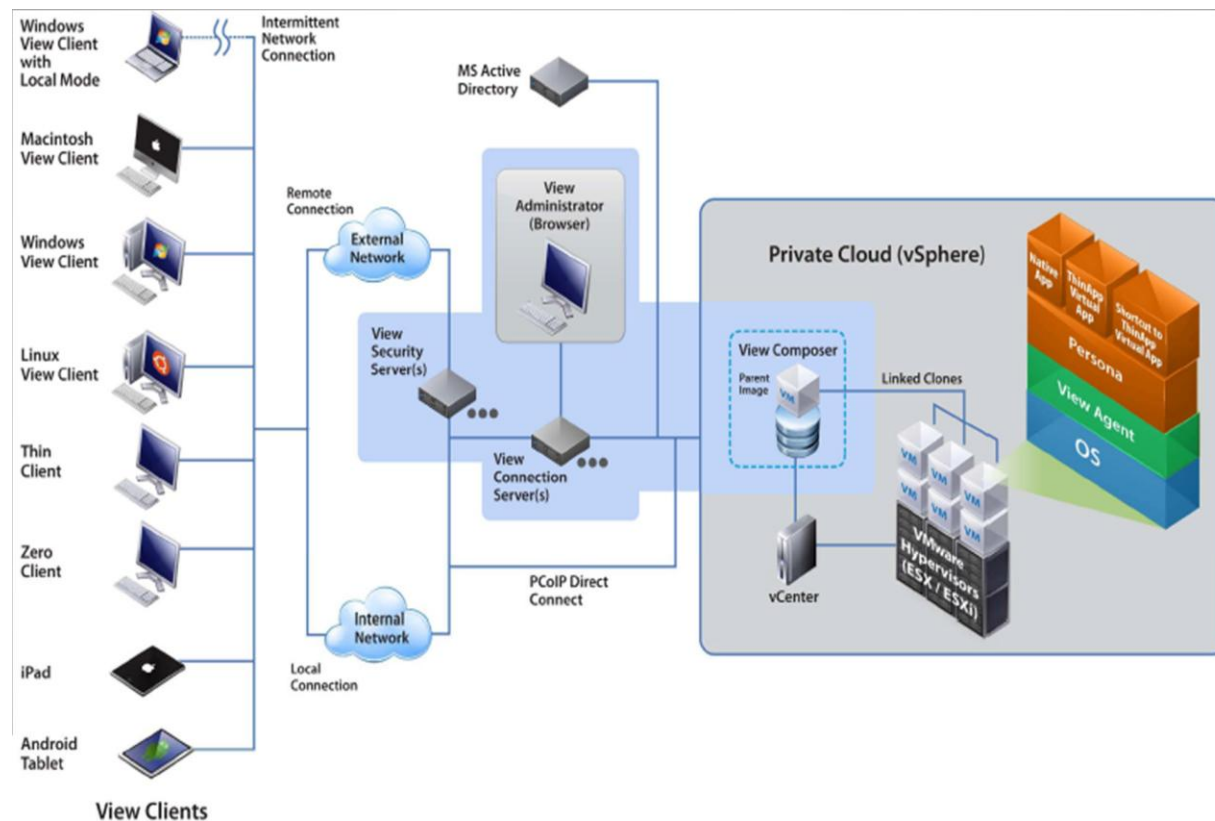 Windows
View Client
with
Local Mode
Intermittent
Network
Connection
MS Active
Directory
Macintosh
View Client
Remote
Connection
View
Administrator
(Browser)
External
Network
Windows
View Client
Private Cloud (vSphere)
Native
App
ThinApp
Virtual
App
Shortcut to
ThinApp
Virtual App
Persona
View Agent
OS
View
Security
Server(s)
View Composer
Parent
Image
VM
Linked Clones
Linux
View Client
Thin
Client
View
Connection
Server(s)
VM
VM
VM
VM
VM
VM
VMware
Hypervisors
(ESX / ESXi)
vCenter
Zero
Client
PCoIP Direct
Connect
Internal
Network
Local
Connection
iPad
Android
Tablet
View Clients